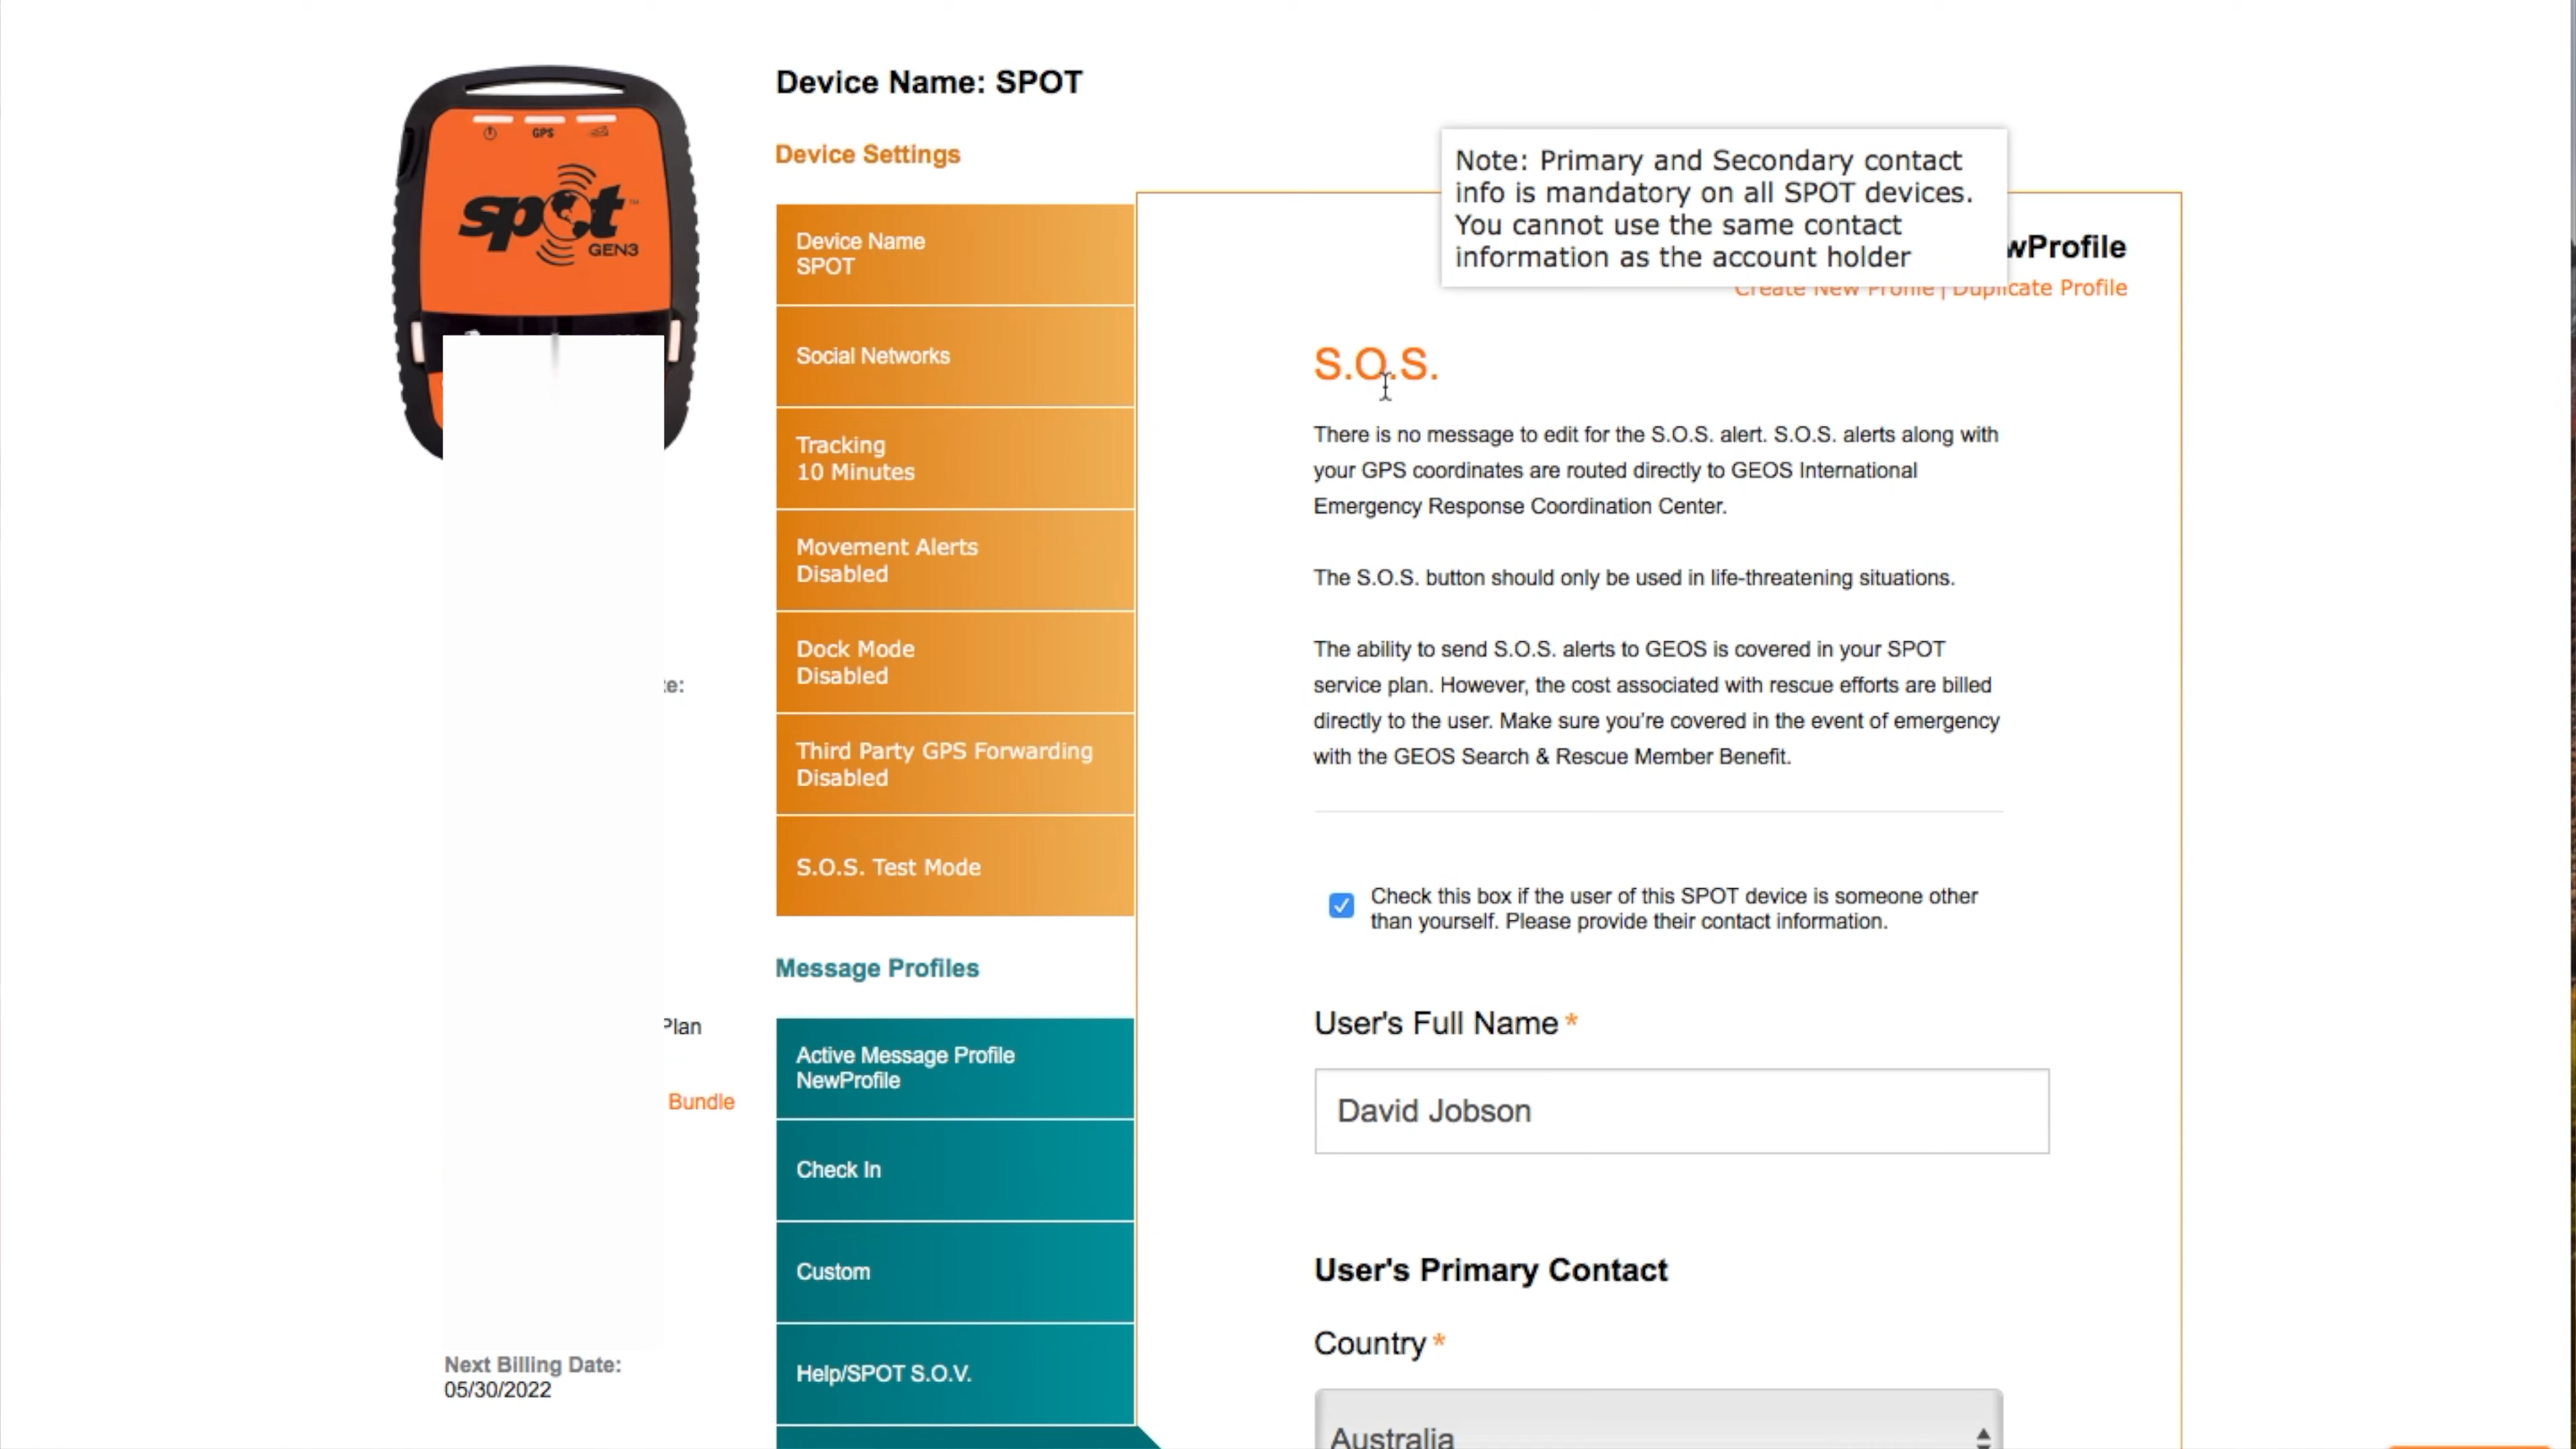 Device Name: SPOT
GPS
spot
GEN3
Device Settings
Device Name
SPOT
Social Networks
Tracking
10 Minutes
Movement Alerts
Disabled
Dock Mode
Disabled
Third Party GPS Forwarding
Disabled
S.O.S. Test Mode
Message Profiles
Active Message Profile
NewProfile
Check In
Custom
Help/SPOT S.O.V.
Plan
Bundle
Next Billing Date:
05/30/2022
Note: Primary and Secondary contact
info is mandatory on all SPOT devices.
You cannot use the same contact
information as the account holder
wProfile
Create New Profile | Duplicate Profile
S.O.S.
There is no message to edit for the S.O.S. alert. S.O.S. alerts along with
your GPS coordinates are routed directly to GEOS International
Emergency Response Coordination Center.
The S.O.S. button should only be used in life-threatening situations.
The ability to send S.O.S. alerts to GEOS is covered in your SPOT
service plan. However, the cost associated with rescue efforts are billed
directly to the user. Make sure you're covered in the event of emergency
with the GEOS Search & Rescue Member Benefit.
Check this box if the user of this SPOT device is someone other
than yourself. Please provide their contact information.
User's Full Name *
David Jobson
User's Primary Contact
Country *
Australia